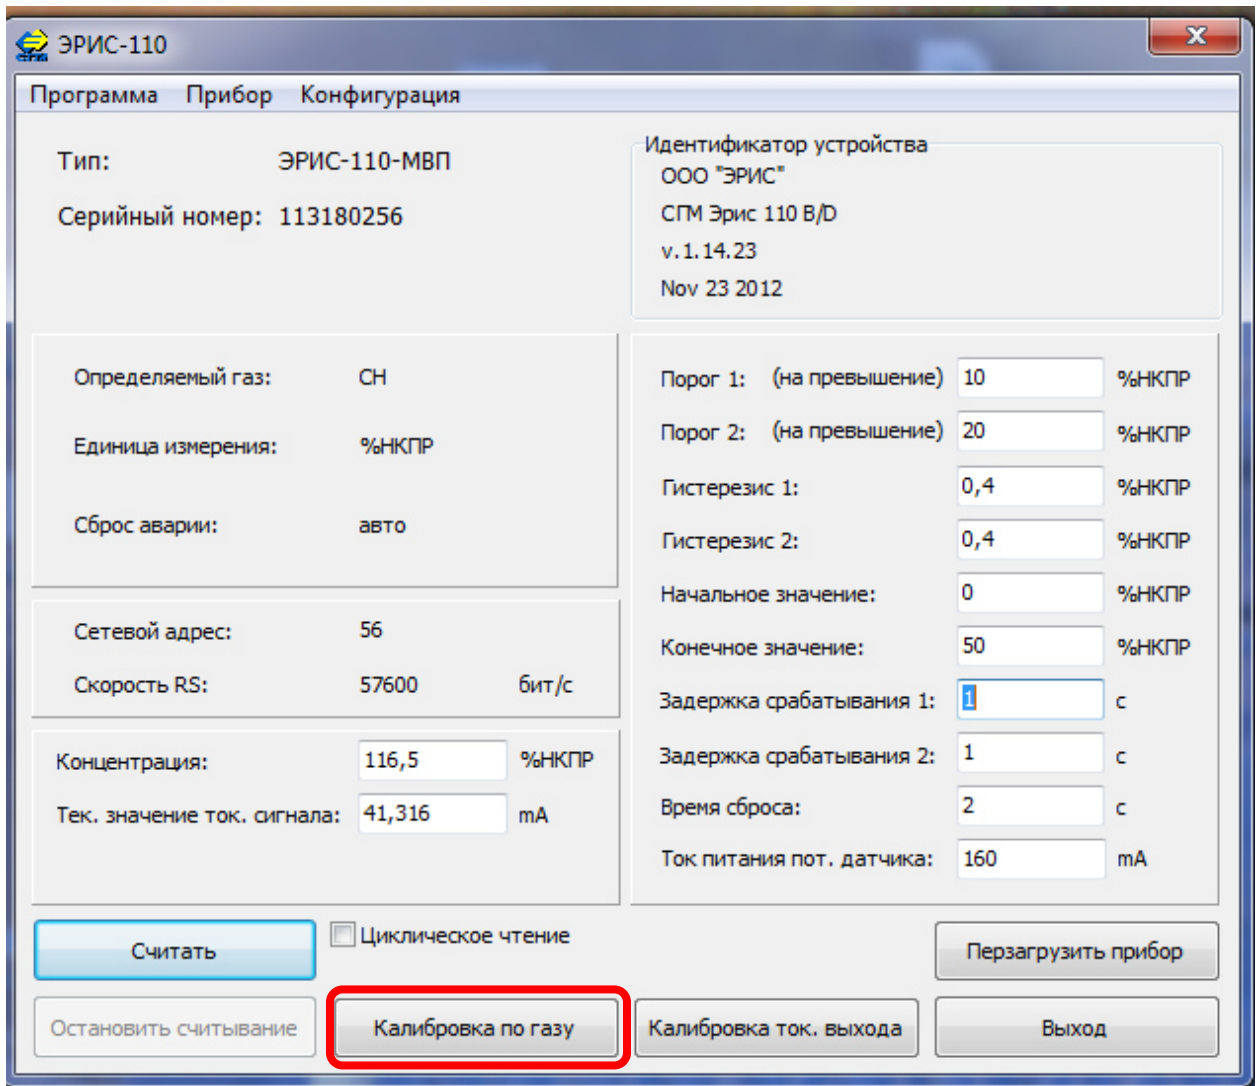 ЭРИС-110
Программа Прибор Конфигурация
Тип: ЭРИС-110-МВП
Серийный номер: 113180256
Идентификатор устройства
ООО "ЭРИС"
СГМ Эрис 110 B/D
v.1.14.23
Nov 23 2012
Определяемый газ: CH
Единица измерения: %НКПР
Сброс аварии: авто
Сетевой адрес: 56
Скорость RS: 57600 бит/с
Концентрация: 116,5 %НКПР
Тек. значение ток. сигнала: 41,316 mA
Порог 1: (на превышение) 10 %НКПР
Порог 2: (на превышение) 20 %НКПР
Гистерезис 1: 0,4 %НКПР
Гистерезис 2: 0,4 %НКПР
Начальное значение: 0 %НКПР
Конечное значение: 50 %НКПР
Задержка срабатывания 1: 1 с
Задержка срабатывания 2: 1 с
Время сброса: 2 с
Ток питания пот. датчика: 160 mA
Считать Циклическое чтение Перзагрузить прибор
Остановить считывание Калибровка по газу Калибровка ток. выхода Выход